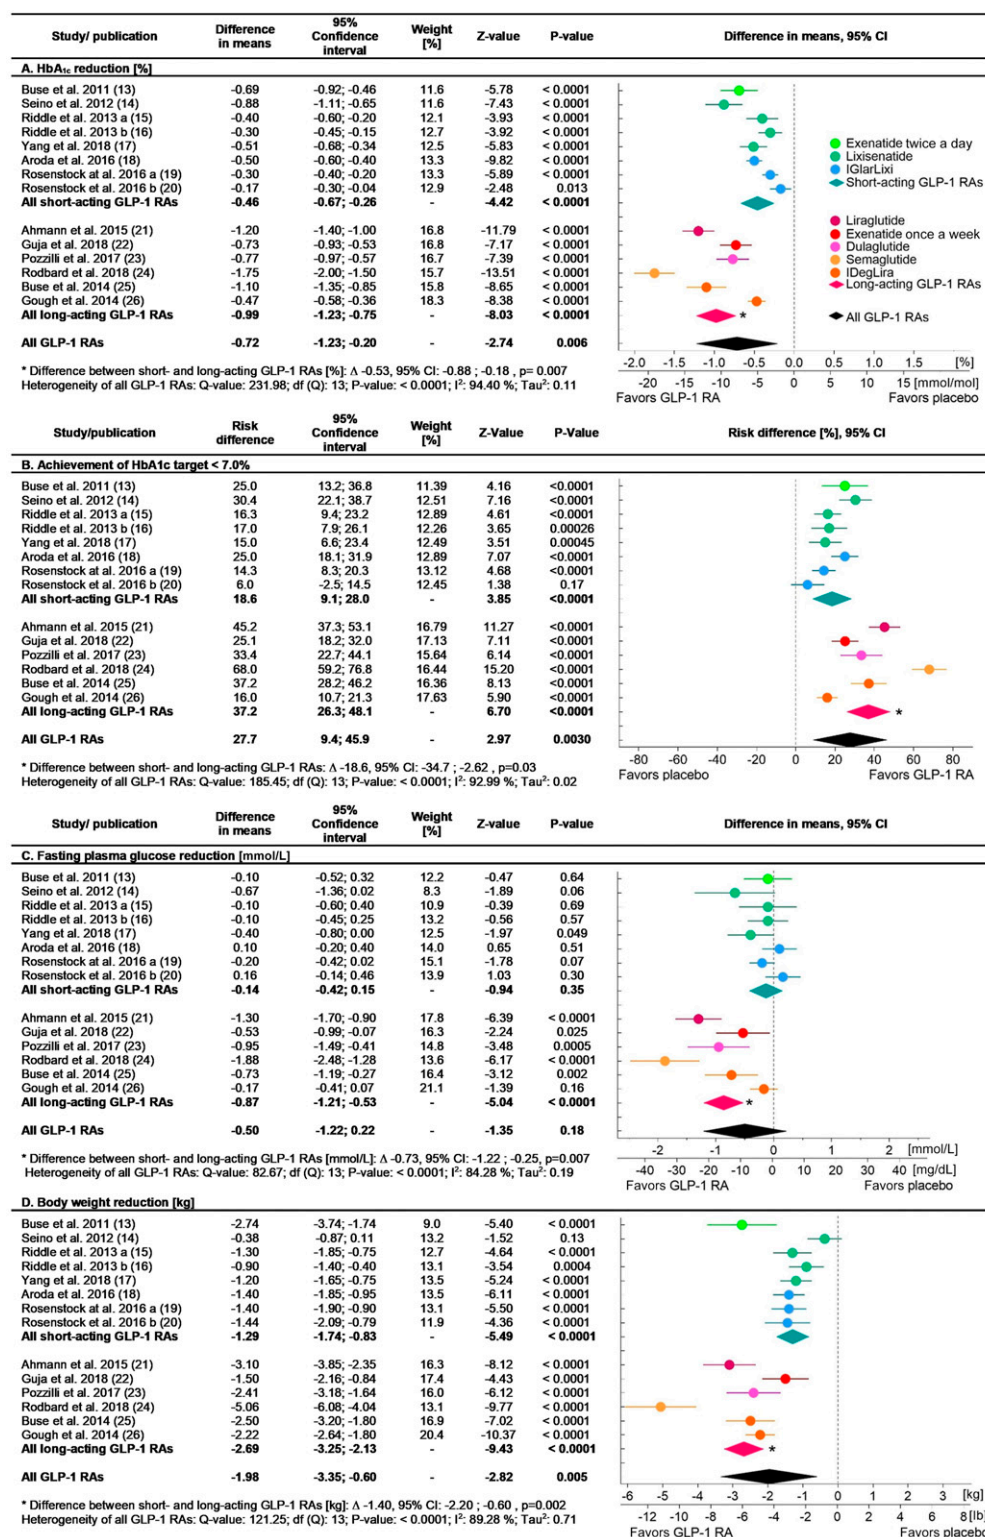 Study/ publication Difference in means 95% Confidence interval Weight [%] Z-value P-value Difference in means, 95% CI
A. HbA1c reduction [%]
Buse et al. 2011 (13) -0.69 -0.92; -0.46 11.6 -5.78 < 0.0001
Seino et al. 2012 (14) -0.88 -1.11; -0.65 11.6 -7.43 < 0.0001
Riddle et al. 2013 a (15) -0.40 -0.60; -0.20 12.1 -3.93 < 0.0001
Riddle et al. 2013 b (16) -0.30 -0.45; -0.15 12.7 -3.92 < 0.0001
Yang et al. 2018 (17) -0.51 -0.68; -0.34 12.5 -5.83 < 0.0001
Aroda et al. 2016 (18) -0.50 -0.60; -0.40 13.3 -9.82 < 0.0001
Rosenstock et al. 2016 a (19) -0.30 -0.40; -0.20 13.3 -5.89 < 0.0001
Rosenstock et al. 2016 b (20) -0.17 -0.30; -0.04 12.9 -2.48 0.013
All short-acting GLP-1 RAs -0.46 -0.67; -0.26 - -4.42 < 0.0001
Ahmann et al. 2015 (21) -1.20 -1.40; -1.00 16.8 -11.79 < 0.0001
Guja et al. 2018 (22) -0.73 -0.93; -0.53 16.8 -7.17 < 0.0001
Pozzilli et al. 2017 (23) -0.77 -0.97; -0.57 16.7 -7.39 < 0.0001
Rodbard et al. 2018 (24) -1.75 -2.00; -1.50 15.7 -13.51 < 0.0001
Buse et al. 2014 (25) -1.10 -1.35; -0.85 15.8 -8.65 < 0.0001
Gough et al. 2014 (26) -0.47 -0.58; -0.36 18.3 -8.38 < 0.0001
All long-acting GLP-1 RAs -0.99 -1.23; -0.75 - -8.03 < 0.0001
*
All GLP-1 RAs -0.72 -1.23; -0.20 - -2.74 0.006
* Difference between short- and long-acting GLP-1 RAs [%]: Δ -0.53, 95% CI: -0.88 ; -0.18 , p= 0.007
Heterogeneity of all GLP-1 RAs: Q-value: 231.98; df (Q): 13; P-value: < 0.0001; I²: 94.40 %; Tau²: 0.11
Exenatide twice a day
Lixisenatide
IGlarLixi
Short-acting GLP-1 RAs
Liraglutide
Exenatide once a week
Dulaglutide
Semaglutide
IDegLira
Long-acting GLP-1 RAs
All GLP-1 RAs
-2.0 -1.5 -1.0 -0.5 0 0.5 1.0 1.5 [%]
-20 -15 -10 -5 0 5 10 15 [mmol/mol]
Favors GLP-1 RA Favors placebo
Study/publication Risk difference 95% Confidence interval Weight [%] Z-Value P-Value Risk difference [%], 95% CI
B. Achievement of HbA1c target < 7.0%
Buse et al. 2011 (13) 25.0 13.2; 36.8 11.39 4.16 <0.0001
Seino et al. 2012 (14) 30.4 22.1; 38.7 12.51 7.16 <0.0001
Riddle et al. 2013 a (15) 16.3 9.4; 23.2 12.89 4.61 <0.0001
Riddle et al. 2013 b (16) 17.0 7.9; 26.1 12.26 3.65 0.00026
Yang et al. 2018 (17) 15.0 6.6; 23.4 12.49 3.51 0.00045
Aroda et al. 2016 (18) 25.0 18.1; 31.9 12.89 7.07 <0.0001
Rosenstock et al. 2016 a (19) 14.3 8.3; 20.3 13.12 4.68 <0.0001
Rosenstock et al. 2016 b (20) 6.0 -2.5; 14.5 12.45 1.38 0.17
All short-acting GLP-1 RAs 18.6 9.1; 28.0 - 3.85 <0.0001
Ahmann et al. 2015 (21) 45.2 37.3; 53.1 16.79 11.27 <0.0001
Guja et al. 2018 (22) 25.1 18.2; 32.0 17.13 7.11 <0.0001
Pozzilli et al. 2017 (23) 33.4 22.7; 44.1 15.64 6.14 <0.0001
Rodbard et al. 2018 (24) 68.0 59.2; 76.8 16.44 15.20 <0.0001
Buse et al. 2014 (25) 37.2 28.2; 46.2 16.36 8.13 <0.0001
Gough et al. 2014 (26) 16.0 10.7; 21.3 17.63 5.90 <0.0001
All long-acting GLP-1 RAs 37.2 26.3; 48.1 - 6.70 <0.0001
*
All GLP-1 RAs 27.7 9.4; 45.9 - 2.97 0.0030
* Difference between short- and long-acting GLP-1 RAs: Δ -18.6, 95% CI: -34.7 ; -2.62 , p=0.03
Heterogeneity of all GLP-1 RAs: Q-value: 185.45; df (Q): 13; P-value: < 0.0001; I²: 92.99 %; Tau²: 0.02
-80 -60 -40 -20 0 20 40 60 80
Favors placebo Favors GLP-1 RA
Study/ publication Difference in means 95% Confidence interval Weight [%] Z-value P-value Difference in means, 95% CI
C. Fasting plasma glucose reduction [mmol/L]
Buse et al. 2011 (13) -0.10 -0.52; 0.32 12.2 -0.47 0.64
Seino et al. 2012 (14) -0.67 -1.36; 0.02 8.3 -1.89 0.06
Riddle et al. 2013 a (15) -0.10 -0.60; 0.40 10.9 -0.39 0.69
Riddle et al. 2013 b (16) -0.10 -0.45; 0.25 13.2 -0.56 0.57
Yang et al. 2018 (17) -0.40 -0.80; 0.00 12.5 -1.97 0.049
Aroda et al. 2016 (18) 0.10 -0.20; 0.40 14.0 0.65 0.51
Rosenstock at al. 2016 a (19) -0.20 -0.42; 0.02 15.1 -1.78 0.07
Rosenstock et al. 2016 b (20) 0.16 -0.14; 0.46 13.9 1.03 0.30
All short-acting GLP-1 RAs -0.14 -0.42; 0.15 - -0.94 0.35
Ahmann et al. 2015 (21) -1.30 -1.70; -0.90 17.8 -6.39 < 0.0001
Guja et al. 2018 (22) -0.53 -0.99; -0.07 16.3 -2.24 0.025
Pozzilli et al. 2017 (23) -0.95 -1.49; -0.41 14.8 -3.48 0.0005
Rodbard et al. 2018 (24) -1.88 -2.48; -1.28 13.6 -6.17 < 0.0001
Buse et al. 2014 (25) -0.73 -1.19; -0.27 16.4 -3.12 0.002
Gough et al. 2014 (26) -0.17 -0.41; 0.07 21.1 -1.39 0.16
All long-acting GLP-1 RAs -0.87 -1.21; -0.53 - -5.04 < 0.0001
*
All GLP-1 RAs -0.50 -1.22; 0.22 - -1.35 0.18
* Difference between short- and long-acting GLP-1 RAs [mmol/L]: Δ -0.73, 95% CI: -1.22 ; -0.25, p=0.007
Heterogeneity of all GLP-1 RAs: Q-value: 82.67; df (Q): 13; P-value: < 0.0001; I²: 84.28 %; Tau²: 0.19
-2 -1 0 1 2 [mmol/L]
-40 -30 -20 -10 0 10 20 30 40 [mg/dL]
Favors GLP-1 RA Favors placebo
D. Body weight reduction [kg]
Buse et al. 2011 (13) -2.74 -3.74; -1.74 9.0 -5.40 < 0.0001
Seino et al. 2012 (14) -0.38 -0.87; 0.11 13.2 -1.52 0.13
Riddle et al. 2013 a (15) -1.30 -1.85; -0.75 12.7 -4.64 < 0.0001
Riddle et al. 2013 b (16) -0.90 -1.40; -0.40 13.1 -3.54 0.0004
Yang et al. 2018 (17) -1.20 -1.65; -0.75 13.5 -5.24 < 0.0001
Aroda et al. 2016 (18) -1.40 -1.85; -0.95 13.5 -6.11 < 0.0001
Rosenstock at al. 2016 a (19) -1.40 -1.90; -0.90 13.1 -5.50 < 0.0001
Rosenstock et al. 2016 b (20) -1.44 -2.09; -0.79 11.9 -4.36 < 0.0001
All short-acting GLP-1 RAs -1.29 -1.74; -0.83 - -5.49 < 0.0001
Ahmann et al. 2015 (21) -3.10 -3.85; -2.35 16.3 -8.12 < 0.0001
Guja et al. 2018 (22) -1.50 -2.16; -0.84 17.4 -4.43 < 0.0001
Pozzilli et al. 2017 (23) -2.41 -3.18; -1.64 16.0 -6.12 < 0.0001
Rodbard et al. 2018 (24) -5.06 -6.08; -4.04 13.1 -9.77 < 0.0001
Buse et al. 2014 (25) -2.50 -3.20; -1.80 16.9 -7.02 < 0.0001
Gough et al. 2014 (26) -2.22 -2.64; -1.80 20.4 -10.37 < 0.0001
All long-acting GLP-1 RAs -2.69 -3.25; -2.13 - -9.43 < 0.0001
*
All GLP-1 RAs -1.98 -3.35; -0.60 - -2.82 0.005
* Difference between short- and long-acting GLP-1 RAs [kg]: Δ -1.40, 95% CI: -2.20 ; -0.60 , p=0.002
Heterogeneity of all GLP-1 RAs: Q-value: 121.25; df (Q): 13; P-value: < 0.0001; I²: 89.28 %; Tau²: 0.71
-6 -5 -4 -3 -2 -1 0 1 2 3 [kg]
-12 -10 -8 -6 -4 -2 0 2 4 6 8 [lb]
Favors GLP-1 RA Favors placebo